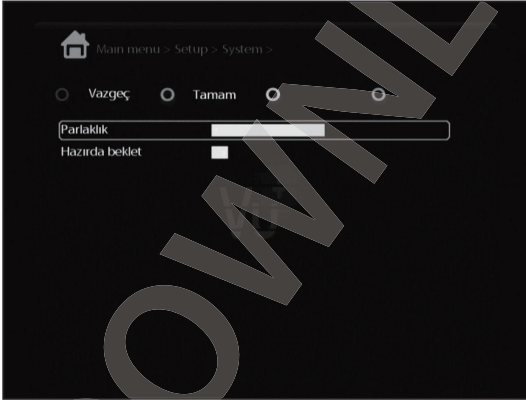 Main menu > Setup > System >
Vazgeç Tamam
Parlaklık
Hazırda beklet